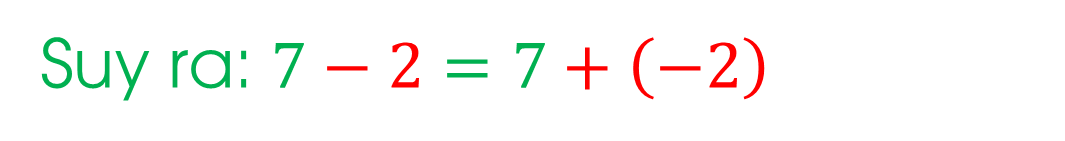 Suy ra: 7 − 2 = 7 + (−2)